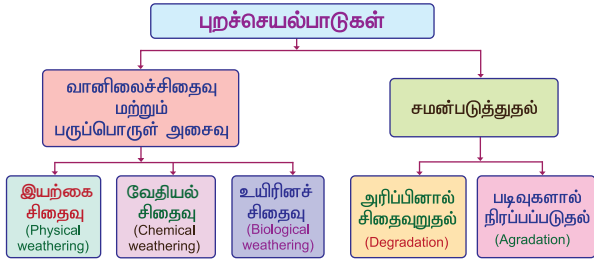 புறச்செயல்பாடுகள்
வானிலைச்சிதைவு
மற்றும்
பருப்பொருள் அசைவு
சமன்படுத்துதல்
இயற்கை
சிதைவு
(Physical
weathering)
வேதியல்
சிதைவு
(Chemical
weathering)
உயிரினச்
சிதைவு
(Biological
weathering)
அரிப்பினால்
சிதைவுறுதல்
(Degradation)
படிவுகளால்
நிரப்பப்படுதல்
(Agradation)